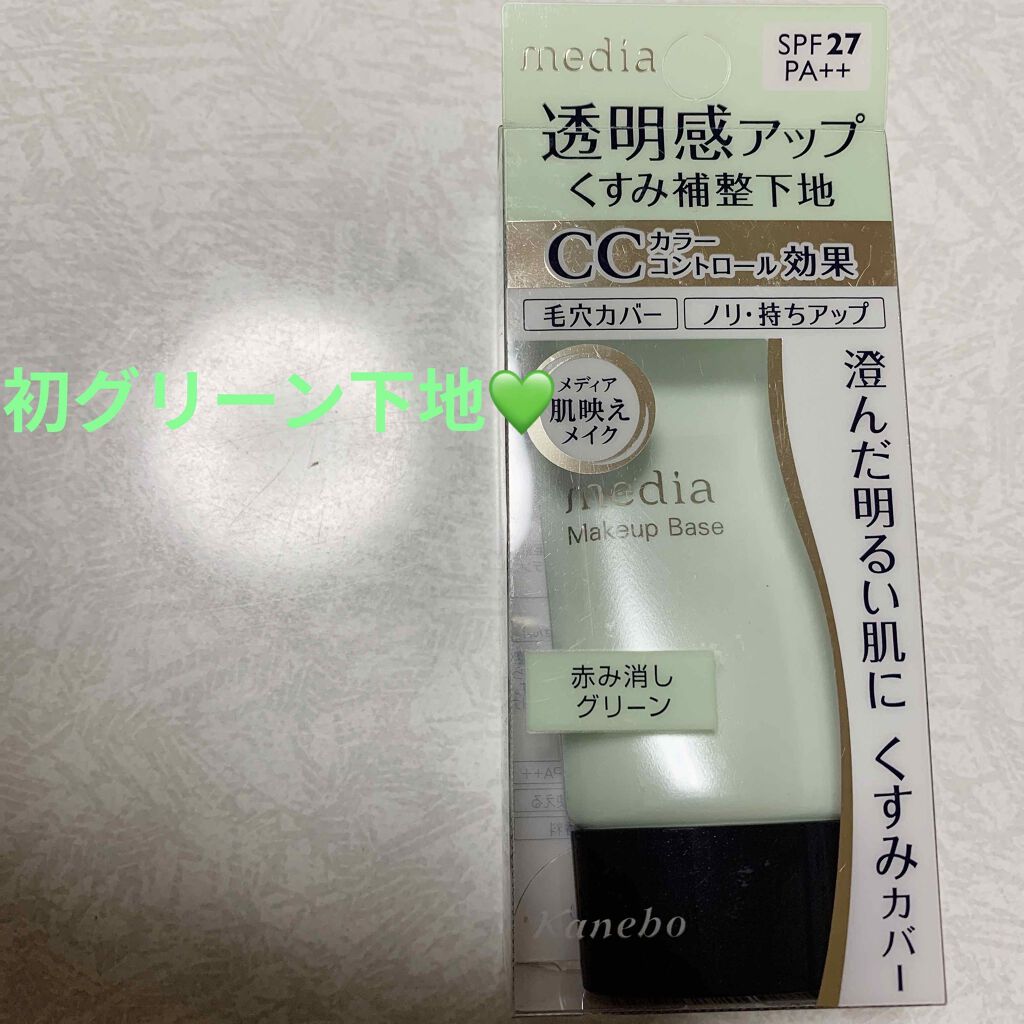 media
SPF27
PA++
透明感アップ
くすみ補整下地
CCカラーコントロール効果
毛穴カバー
ノリ・持ちアップ
メディア
肌映え
メイク
初グリーン下地💚
澄んだ明るい肌に くすみカバー
media
Makeup Base
赤み消し
グリーン
PA++
Kanebo